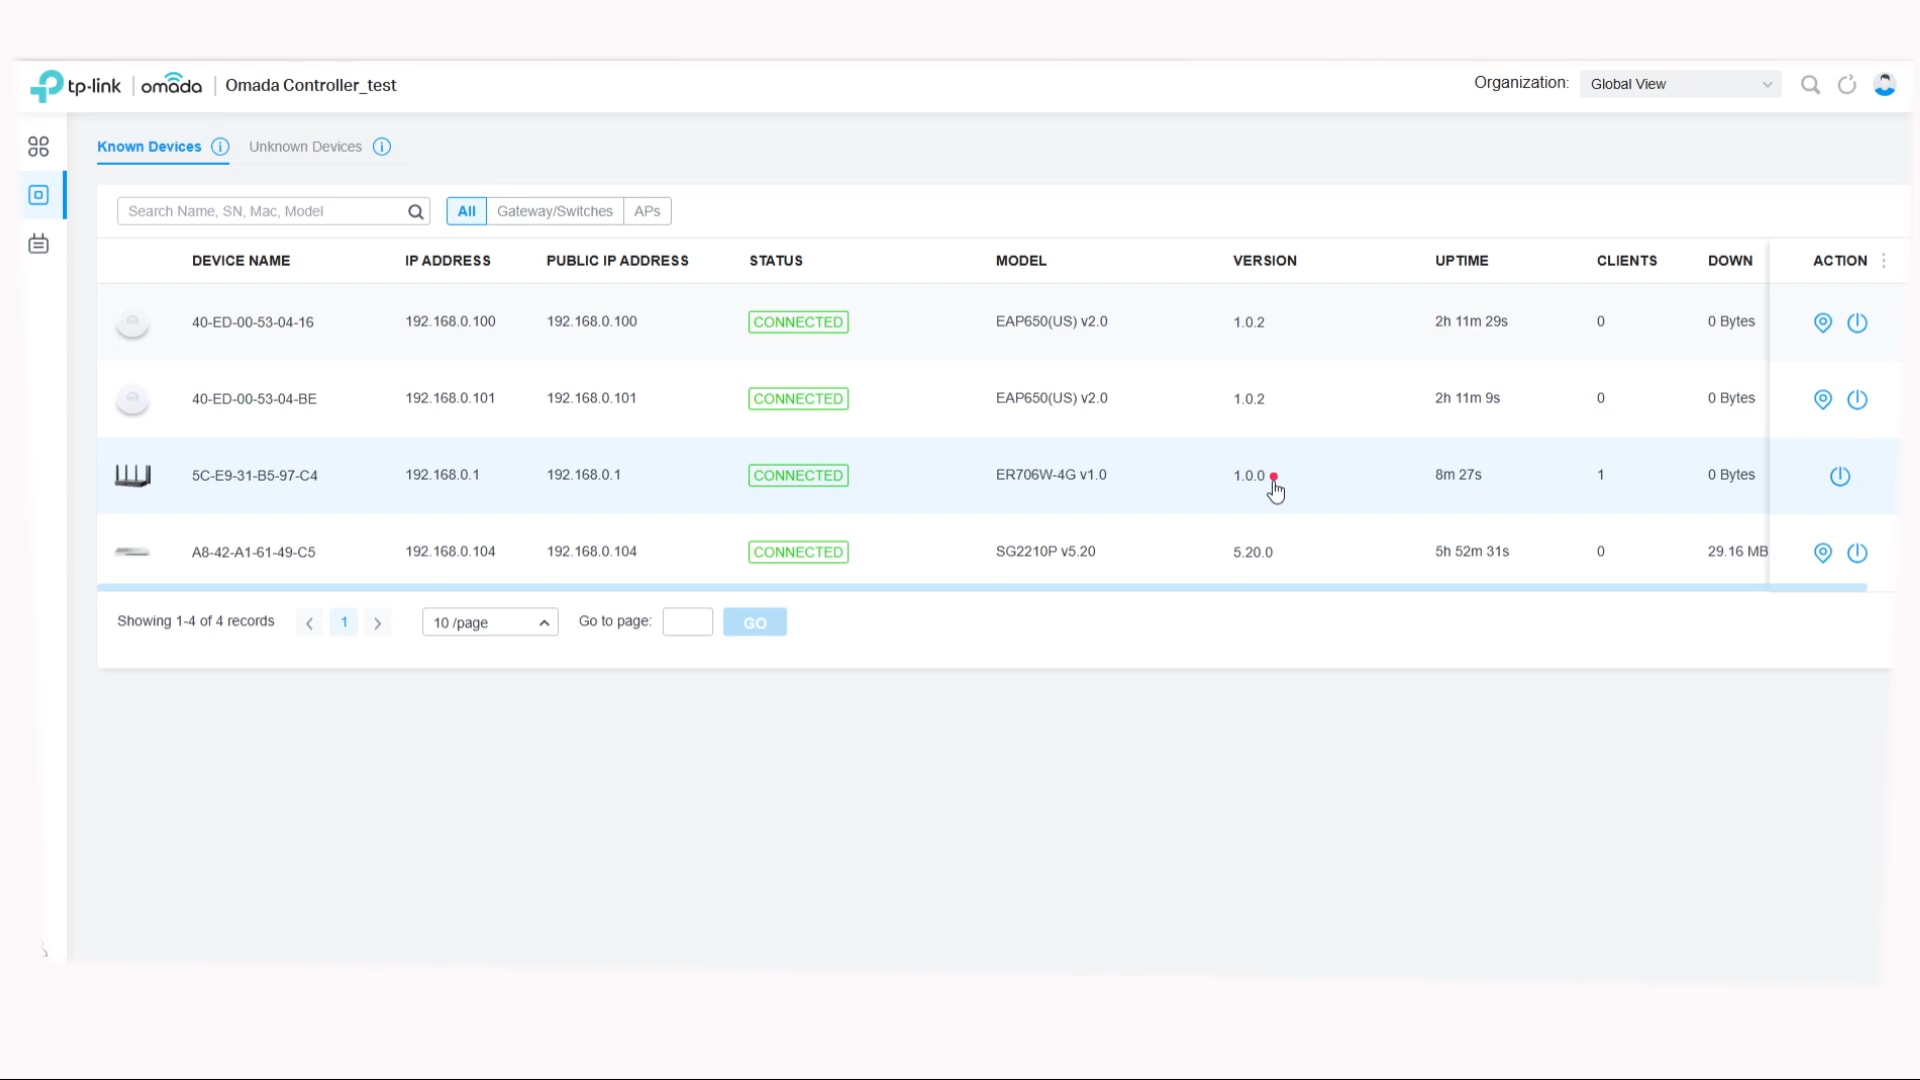 tp-link | omada | Omada Controller_test
Organization: Global View
Known Devices Unknown Devices
Search Name, SN, Mac, Model All Gateway/Switches APs
DEVICE NAME IP ADDRESS PUBLIC IP ADDRESS STATUS MODEL VERSION UPTIME CLIENTS DOWN ACTION
40-ED-00-53-04-16 192.168.0.100 192.168.0.100 CONNECTED EAP650(US) v2.0 1.0.2 2h 11m 29s 0 0 Bytes
40-ED-00-53-04-BE 192.168.0.101 192.168.0.101 CONNECTED EAP650(US) v2.0 1.0.2 2h 11m 9s 0 0 Bytes
5C-E9-31-B5-97-C4 192.168.0.1 192.168.0.1 CONNECTED ER706W-4G v1.0 1.0.0 8m 27s 1 0 Bytes
A8-42-A1-61-49-C5 192.168.0.104 192.168.0.104 CONNECTED SG2210P v5.20 5.20.0 5h 52m 31s 0 29.16 MB
Showing 1-4 of 4 records < 1 > 10 /page Go to page: GO